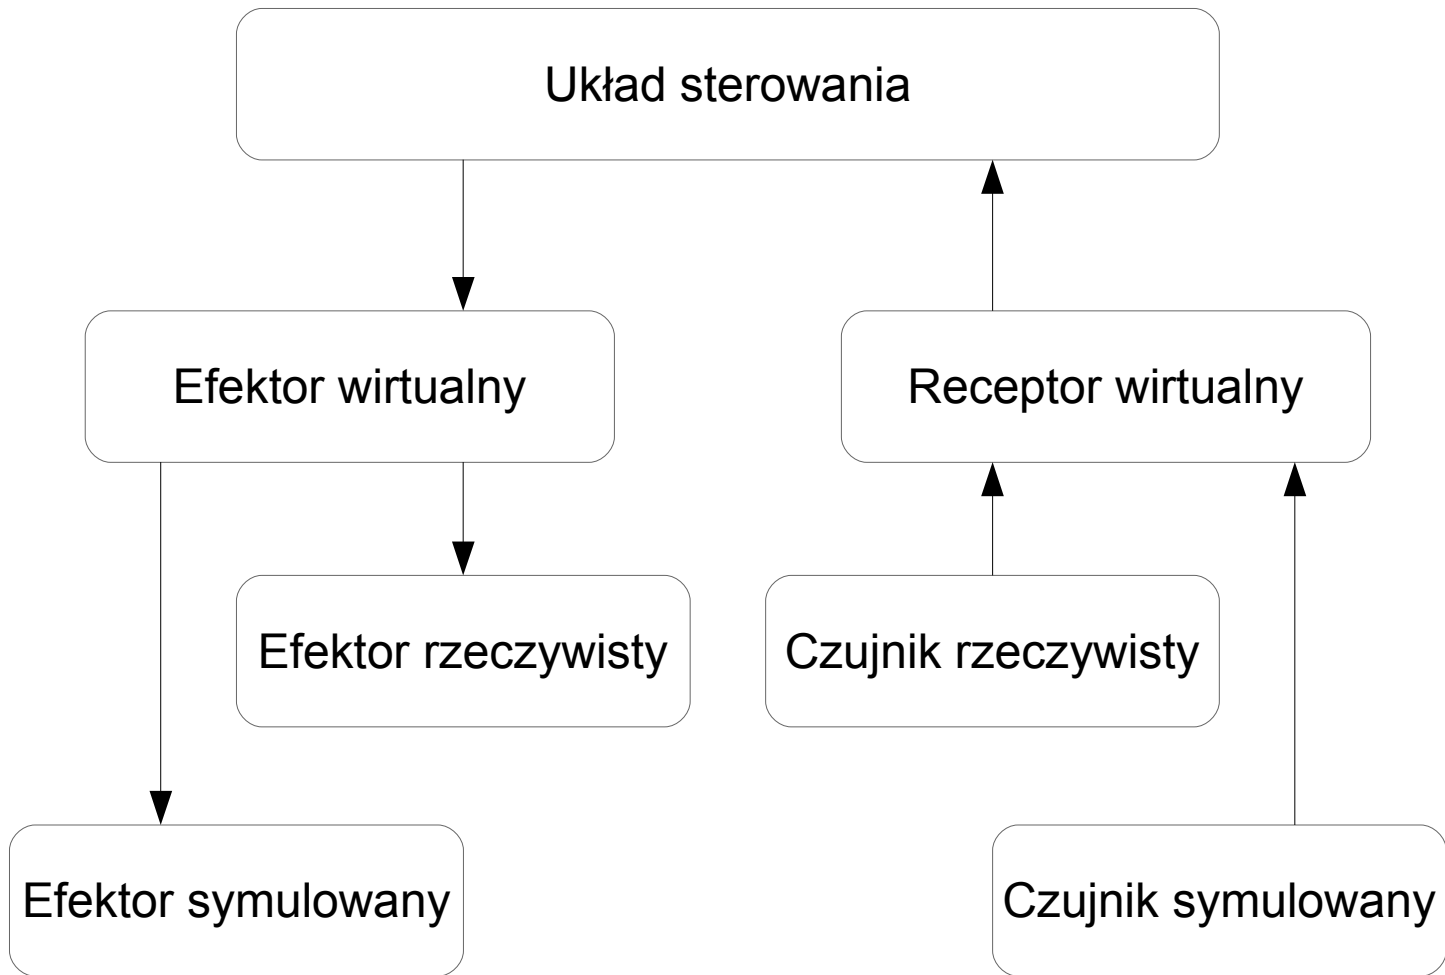 Układ sterowania
Efektor wirtualny
Receptor wirtualny
Efektor rzeczywisty
Czujnik rzeczywisty
Efektor symulowany
Czujnik symulowany